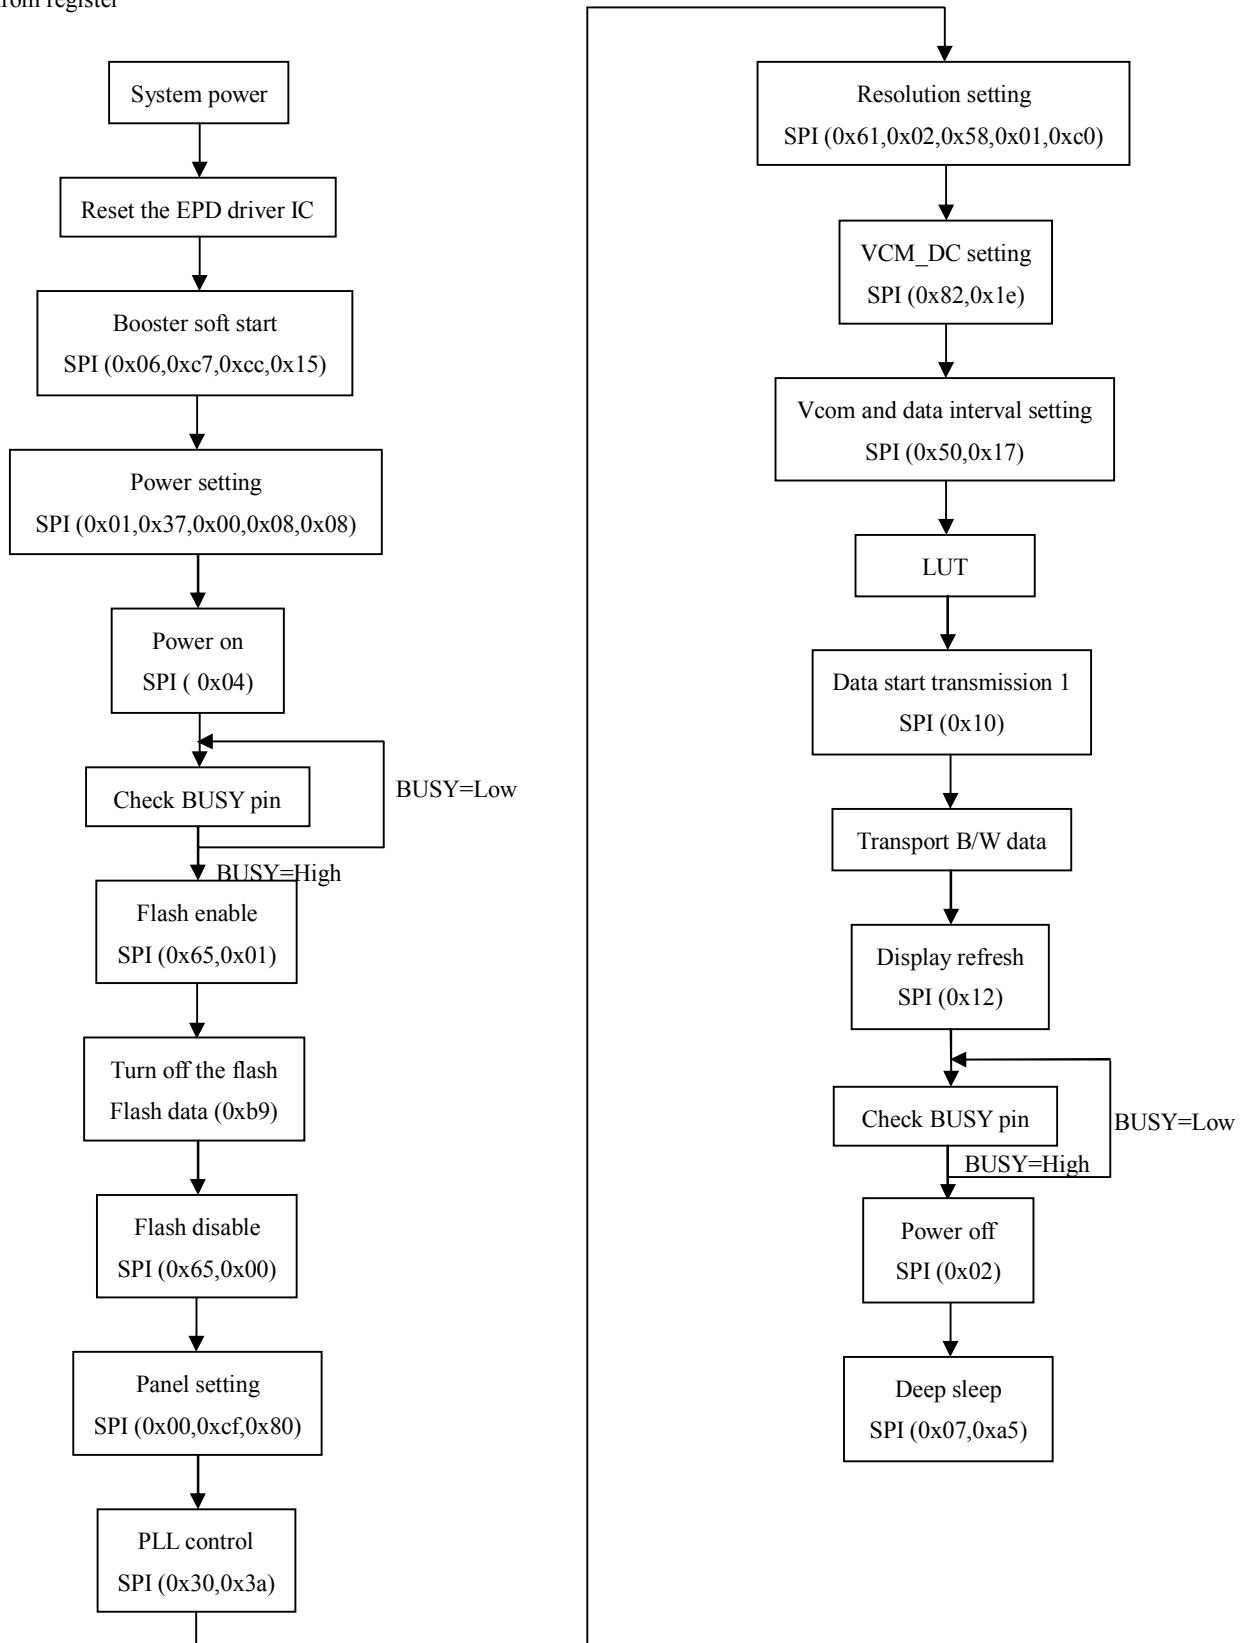 from register
System power
Reset the EPD driver IC
Booster soft start
SPI (0x06,0xc7,0xcc,0x15)
Power setting
SPI (0x01,0x37,0x00,0x08,0x08)
Power on
SPI ( 0x04)
Check BUSY pin
BUSY=Low
BUSY=High
Flash enable
SPI (0x65,0x01)
Turn off the flash
Flash data (0xb9)
Flash disable
SPI (0x65,0x00)
Panel setting
SPI (0x00,0xcf,0x80)
PLL control
SPI (0x30,0x3a)
Resolution setting
SPI (0x61,0x02,0x58,0x01,0xc0)
VCM_DC setting
SPI (0x82,0x1e)
Vcom and data interval setting
SPI (0x50,0x17)
LUT
Data start transmission 1
SPI (0x10)
Transport B/W data
Display refresh
SPI (0x12)
Check BUSY pin
BUSY=Low
BUSY=High
Power off
SPI (0x02)
Deep sleep
SPI (0x07,0xa5)